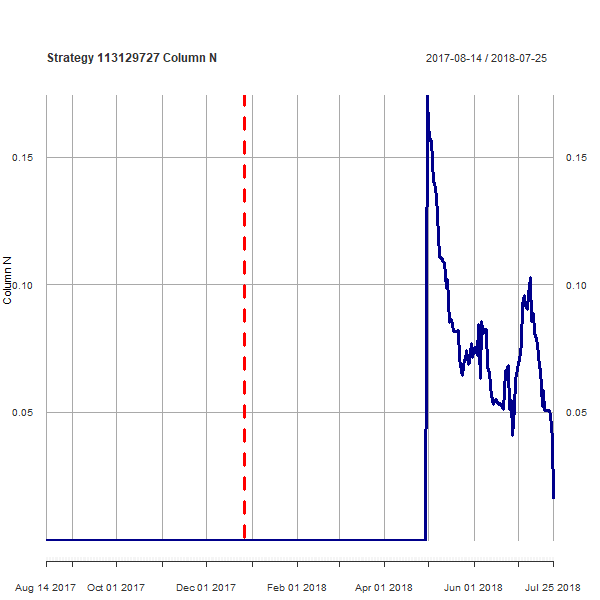 Strategy 113129727 Column N
2017-08-14 / 2018-07-25
0.15
0.15
0.10
0.10
Column N
0.05
0.05
Aug 14 2017
Oct 01 2017
Dec 01 2017
Feb 01 2018
Apr 01 2018
Jun 01 2018
Jul 25 2018